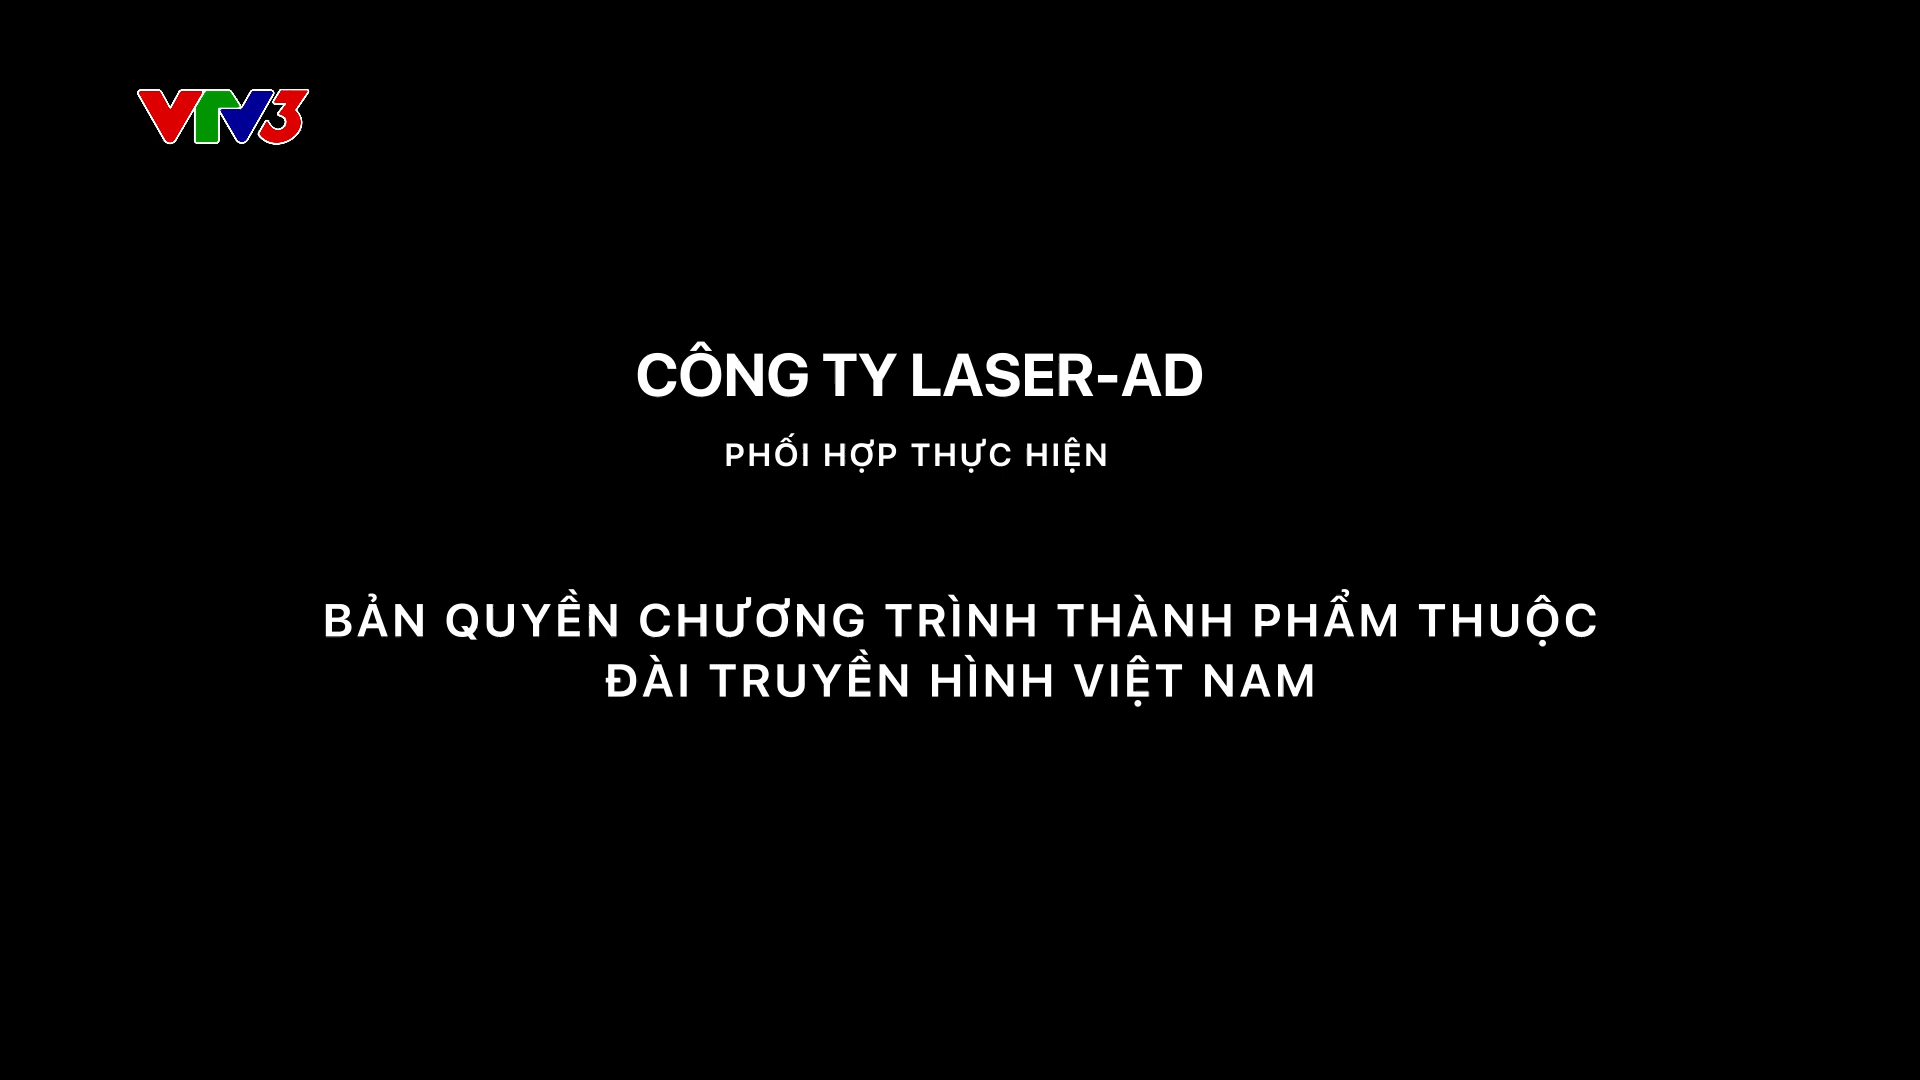 VTV3
CÔNG TY LASER-AD
PHỐI HỢP THỰC HIỆN
BẢN QUYỀN CHƯƠNG TRÌNH THÀNH PHẨM THUỘC
ĐÀI TRUYỀN HÌNH VIỆT NAM